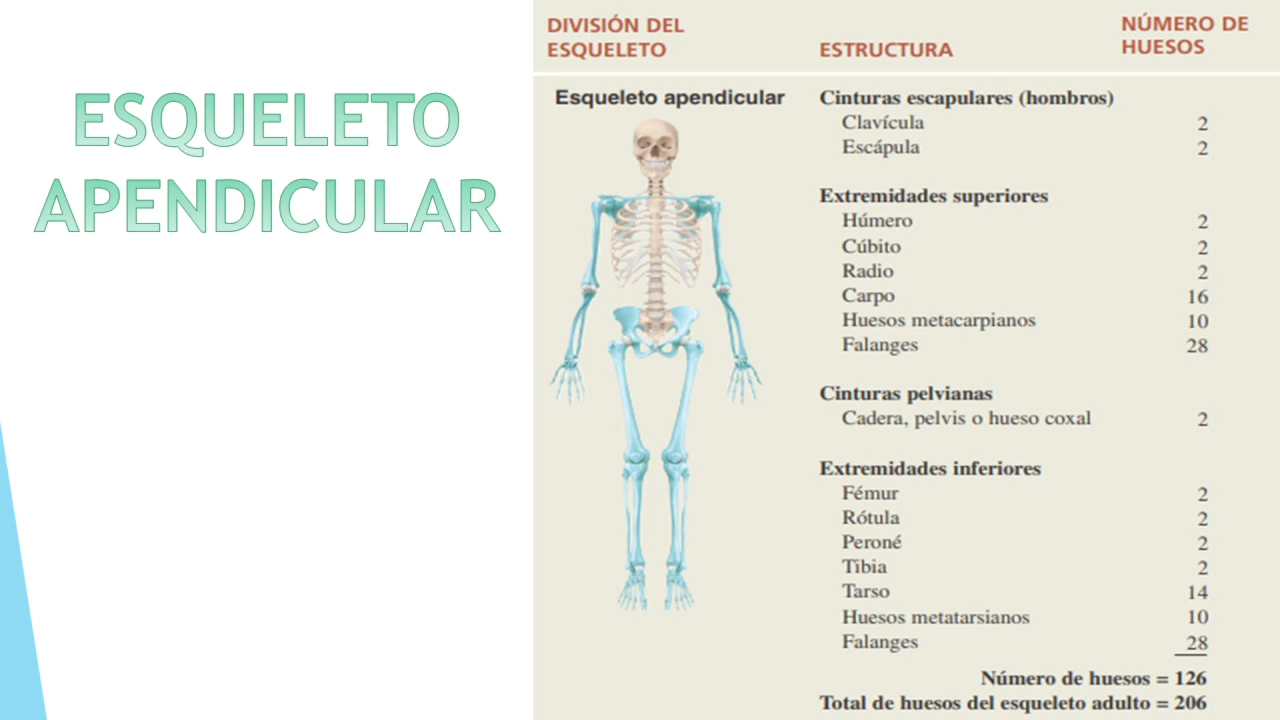 ESQUELETO
APENDICULAR
DIVISIÓN DEL
ESQUELETO
ESTRUCTURA
NÚMERO DE
HUESOS
Esqueleto apendicular
Cinturas escapulares (hombros)
Clavícula 2
Escápula 2
Extremidades superiores
Húmero 2
Cúbito 2
Radio 2
Carpo 16
Huesos metacarpianos 10
Falanges 28
Cinturas pelvianas
Cadera, pelvis o hueso coxal 2
Extremidades inferiores
Fémur 2
Rótula 2
Peroné 2
Tibia 2
Tarso 14
Huesos metatarsianos 10
Falanges 28
Número de huesos = 126
Total de huesos del esqueleto adulto = 206